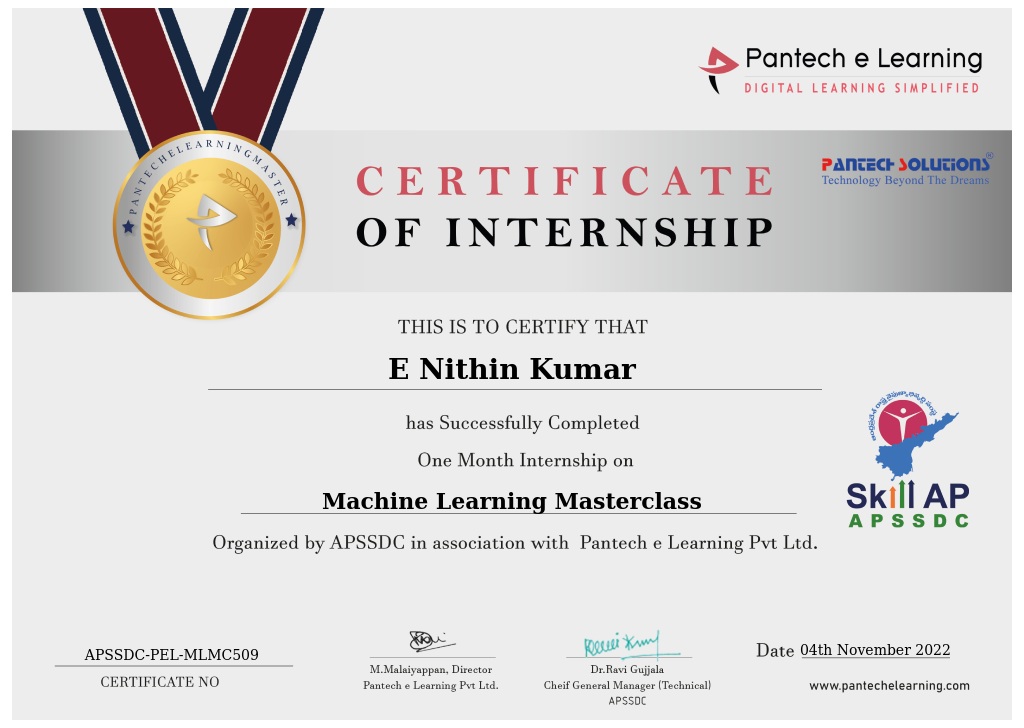 Pantech e Learning
DIGITAL LEARNING SIMPLIFIED
PANTECHELEARNINGMASTER
CERTIFICATE
OF INTERNSHIP
PANTECH SOLUTIONS®
Technology Beyond The Dreams
THIS IS TO CERTIFY THAT
E Nithin Kumar
has Successfully Completed
One Month Internship on
Machine Learning Masterclass
Organized by APSSDC in association with Pantech e Learning Pvt Ltd.
Skill AP
APSSDC
APSSDC-PEL-MLMC509
CERTIFICATE NO
M.Malaiyappan, Director
Pantech e Learning Pvt Ltd.
Dr.Ravi Gujjala
Cheif General Manager (Technical)
APSSDC
Date 04th November 2022
www.pantechelearning.com